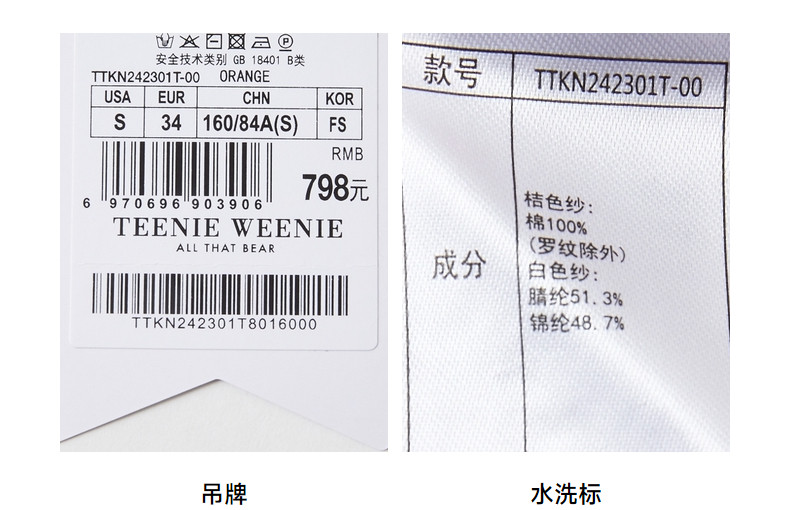 安全技术类别 GB 18401 B类
TTKN242301T-00 ORANGE
USA EUR CHN KOR
S 34 160/84A(S) FS
RMB
798元
6 970696 903906
TEENIE WEENIE
ALL THAT BEAR
TTKN242301T8016000
吊牌
款号 TTKN242301T-00
成分
桔色纱:
棉100%
(罗纹除外)
白色纱:
腈纶51.3%
锦纶48.7%
水洗标